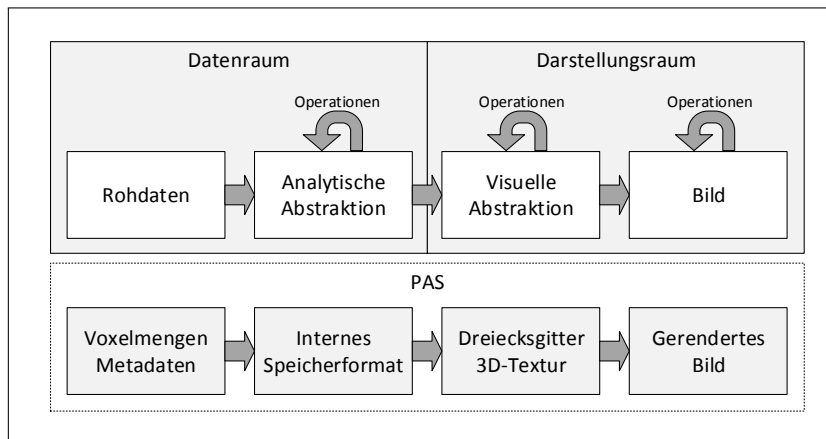 Datenraum
Darstellungsraum
Operationen
Operationen
Operationen
Rohdaten
Analytische
Abstraktion
Visuelle
Abstraktion
Bild
PAS
Voxelmengen
Metadaten
Internes
Speicherformat
Dreiecksgitter
3D-Textur
Gerendertes
Bild